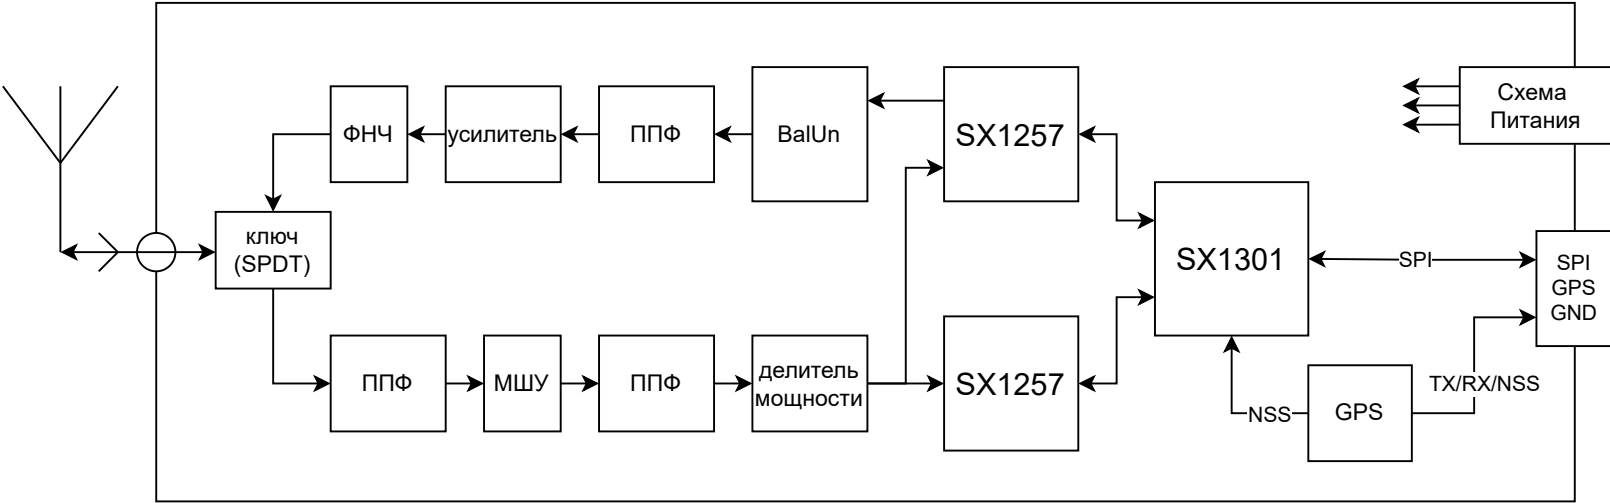 ФНЧ
усилитель
ППФ
BalUn
SX1257
Схема
Питания
ключ
(SPDT)
SX1301
SPI
SPI
GPS
GND
ППФ
МШУ
ППФ
делитель
мощности
SX1257
NSS
GPS
TX/RX/NSS